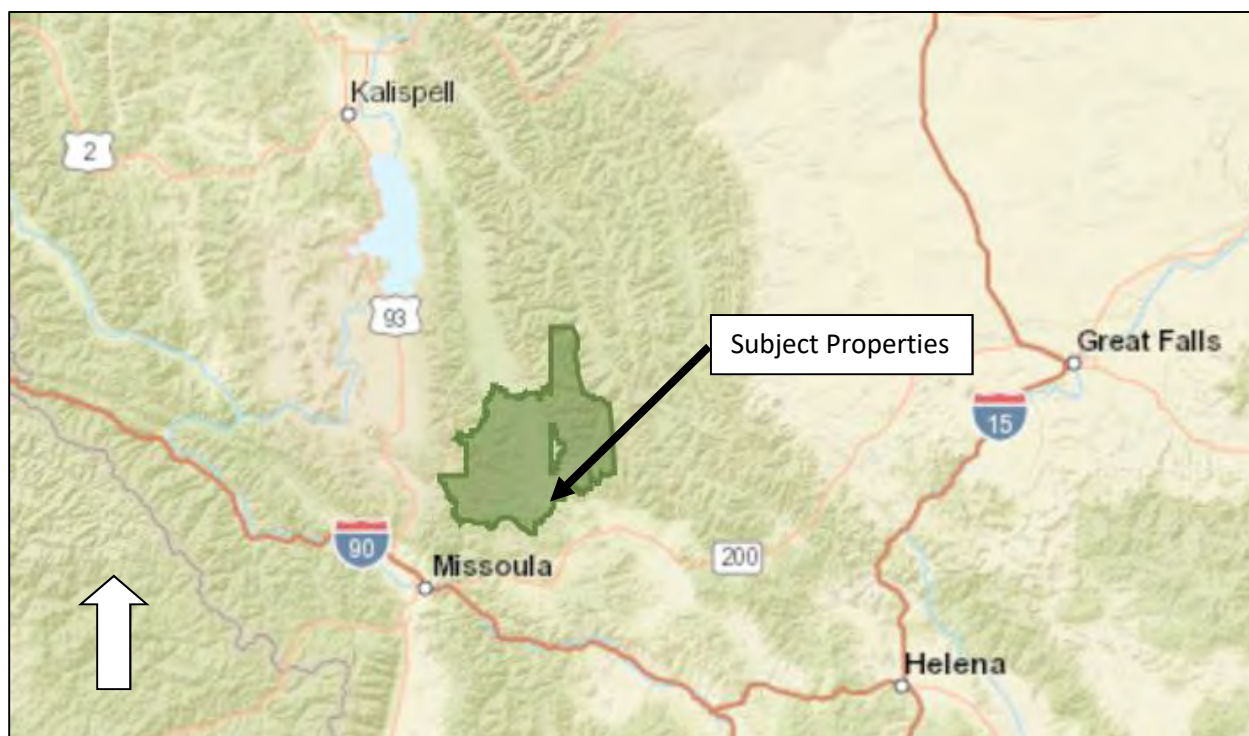 Kalispell
2
93
Subject Properties
Great Falls
15
90
200
Missoula
Helena